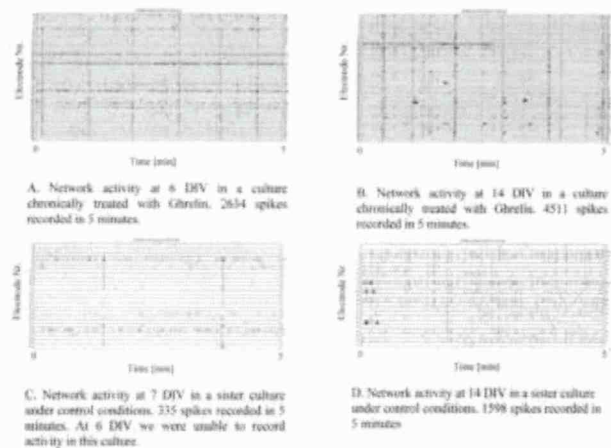 Electrode Nr.
0
5
Time [min]
A. Network activity at 6 DIV in a culture
chronically treated with Ghrelin. 2634 spikes
recorded in 5 minutes.
Electrode Nr.
0
5
Time [min]
B. Network activity at 14 DIV in a culture
chronically treated with Ghrelin. 4511 spikes
recorded in 5 minutes.
Electrode Nr.
0
5
Time [min]
C. Network activity at 7 DIV in a sister culture
under control conditions. 335 spikes recorded in 5
minutes. At 6 DIV we were unable to record
activity in this culture.
Electrode Nr.
0
5
Time [min]
D. Network activity at 14 DIV in a sister culture
under control conditions. 1598 spikes recorded in
5 minutes